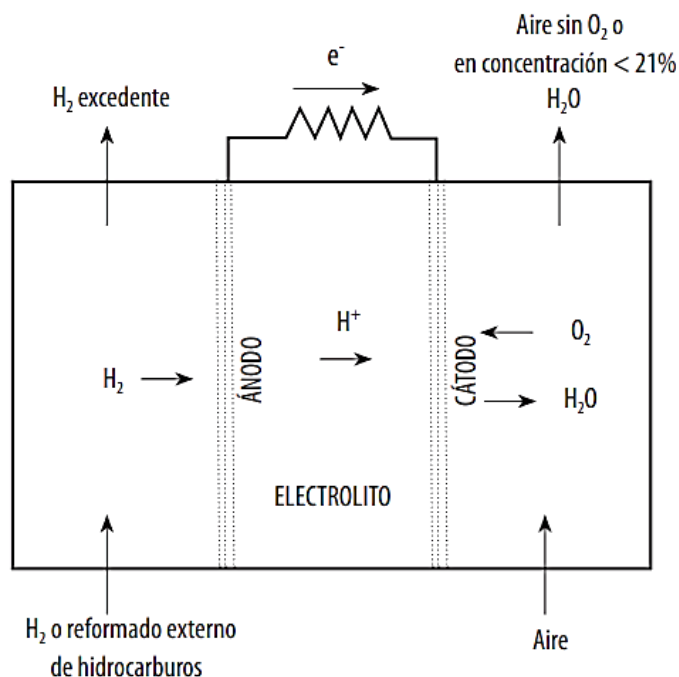 Aire sin O₂ o
en concentración < 21%
H₂O
e⁻
H₂ excedente
H⁺
O₂
H₂
ÁNODO
CÁTODO
H₂O
ELECTROLITO
H₂ o reformado externo
de hidrocarburos
Aire